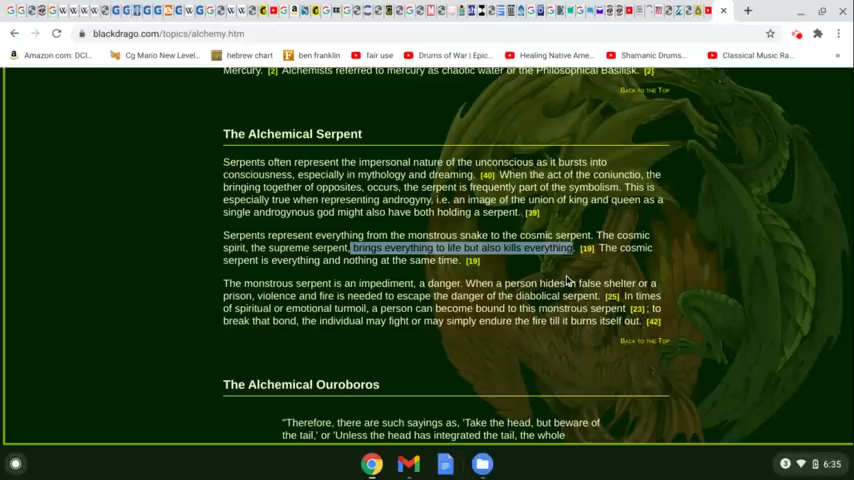 blackdrago.com/topics/alchemy.htm
Amazon.com: DCI...
Cg Mario New Level...
hebrew chart
ben franklin
fair use
Drums of War | Epic...
Healing Native Ame...
Shamanic Drums...
Classical Music Ra...
»
Mercury. [2] Alchemists referred to mercury as chaotic water or the Philosophical Basilisk. [2]
Back to the Top
The Alchemical Serpent
Serpents often represent the impersonal nature of the unconscious as it bursts into
consciousness, especially in mythology and dreaming. [40] When the act of the coniunctio, the
bringing together of opposites, occurs, the serpent is frequently part of the symbolism. This is
especially true when representing androgyny, i.e. an image of the union of king and queen as a
single androgynous god might also have both holding a serpent. [39]
Serpents represent everything from the monstrous snake to the cosmic serpent. The cosmic
spirit, the supreme serpent, brings everything to life but also kills everything. [19] The cosmic
serpent is everything and nothing at the same time. [19]
The monstrous serpent is an impediment, a danger. When a person hides in false shelter or a
prison, violence and fire is needed to escape the danger of the diabolical serpent. [25] In times
of spiritual or emotional turmoil, a person can become bound to this monstrous serpent [23]; to
break that bond, the individual may fight or may simply endure the fire till it burns itself out. [42]
Back to the Top
The Alchemical Ouroboros
"Therefore, there are such sayings as, 'Take the head, but beware of
the tail,' or 'Unless the head has integrated the tail, the whole
3
6:35